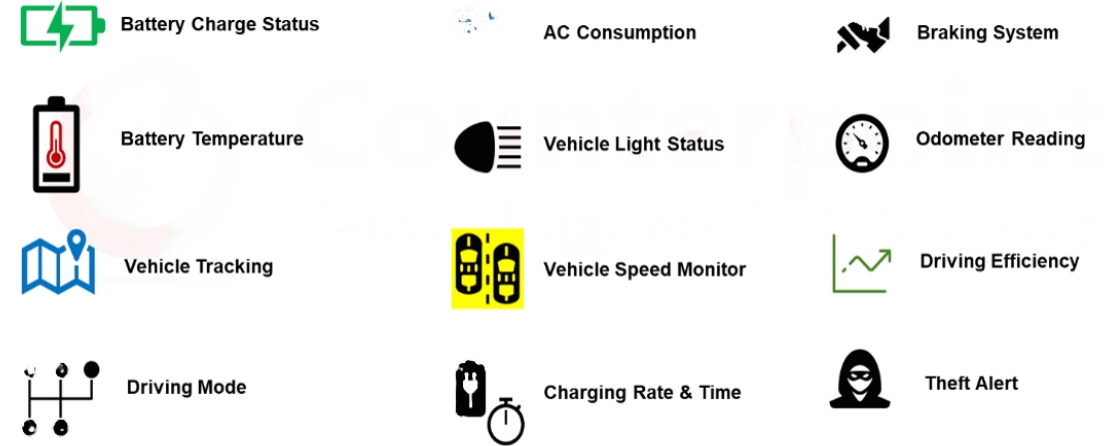 Battery Charge Status
AC Consumption
Braking System
Battery Temperature
Vehicle Light Status
Odometer Reading
Vehicle Tracking
Vehicle Speed Monitor
Driving Efficiency
Driving Mode
Charging Rate & Time
Theft Alert